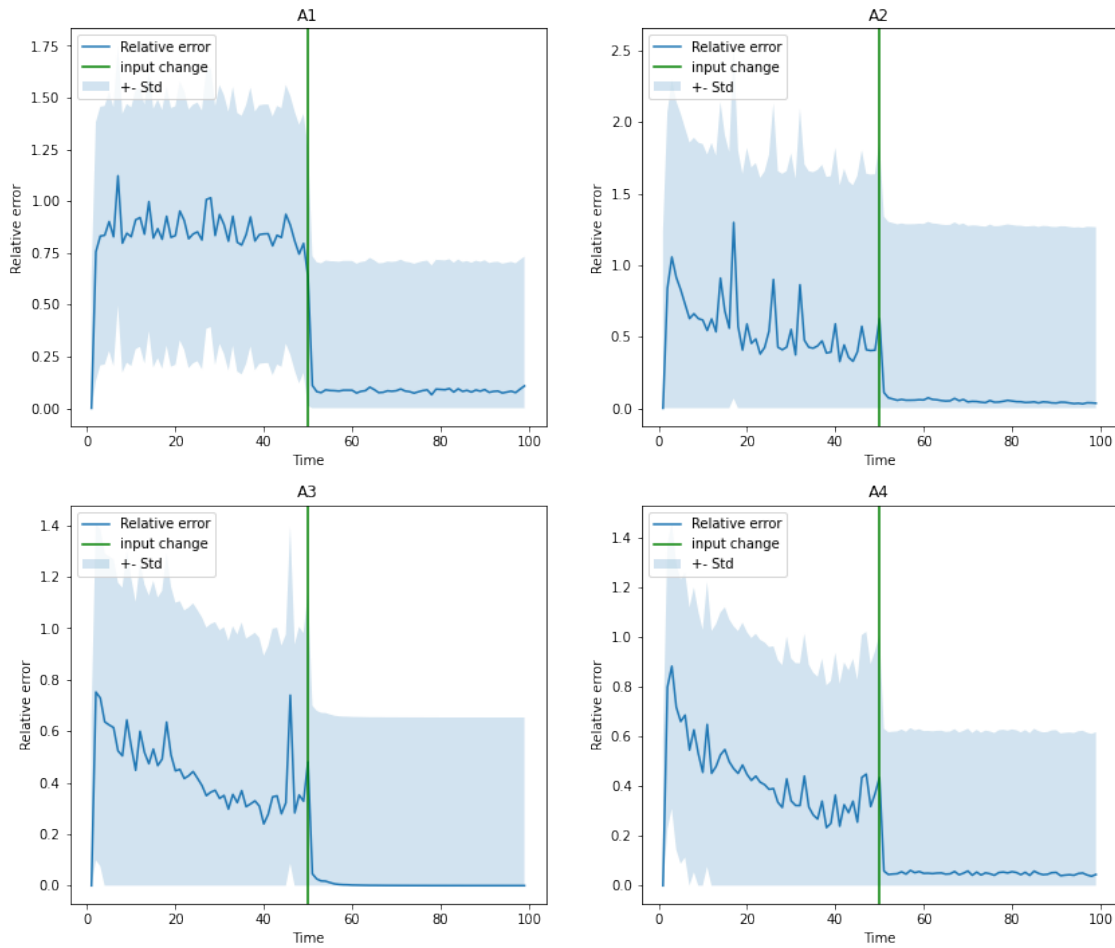 A1
1.75
1.50
1.25
1.00
0.75
0.50
0.25
0.00
Relative error
Relative error
input change
+- Std
0
20
40
60
80
100
Time
A2
2.5
2.0
1.5
1.0
0.5
0.0
Relative error
Relative error
input change
+- Std
0
20
40
60
80
100
Time
A3
1.4
1.2
1.0
0.8
0.6
0.4
0.2
0.0
Relative error
Relative error
input change
+- Std
0
20
40
60
80
100
Time
A4
1.4
1.2
1.0
0.8
0.6
0.4
0.2
0.0
Relative error
Relative error
input change
+- Std
0
20
40
60
80
100
Time